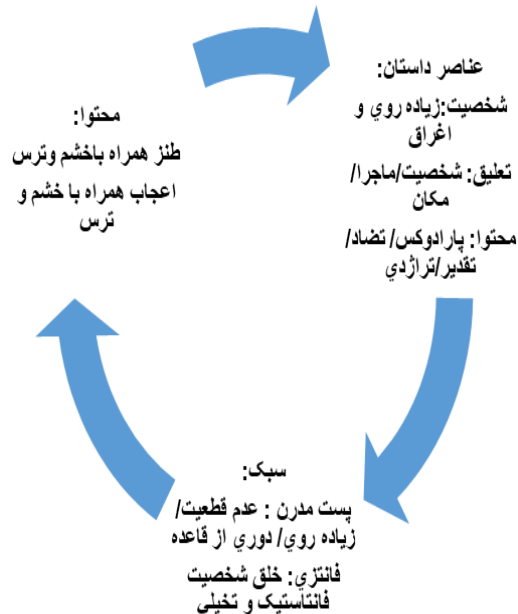 عناصر داستان:
شخصیت:زیاده روي و
اغراق
تعلیق: شخصیت/ماجرا/
مکان
محتوا: پارادوکس/ تضاد/
تقدیر/تراژدي
سبک:
پست مدرن : عدم قطعیت/
زیاده روي/ دوري از قاعده
فانتزي: خلق شخصیت
فانتاستیک و تخیلي
محتوا:
طنز همراه باخشم وترس
اعجاب همراه با خشم و
ترس